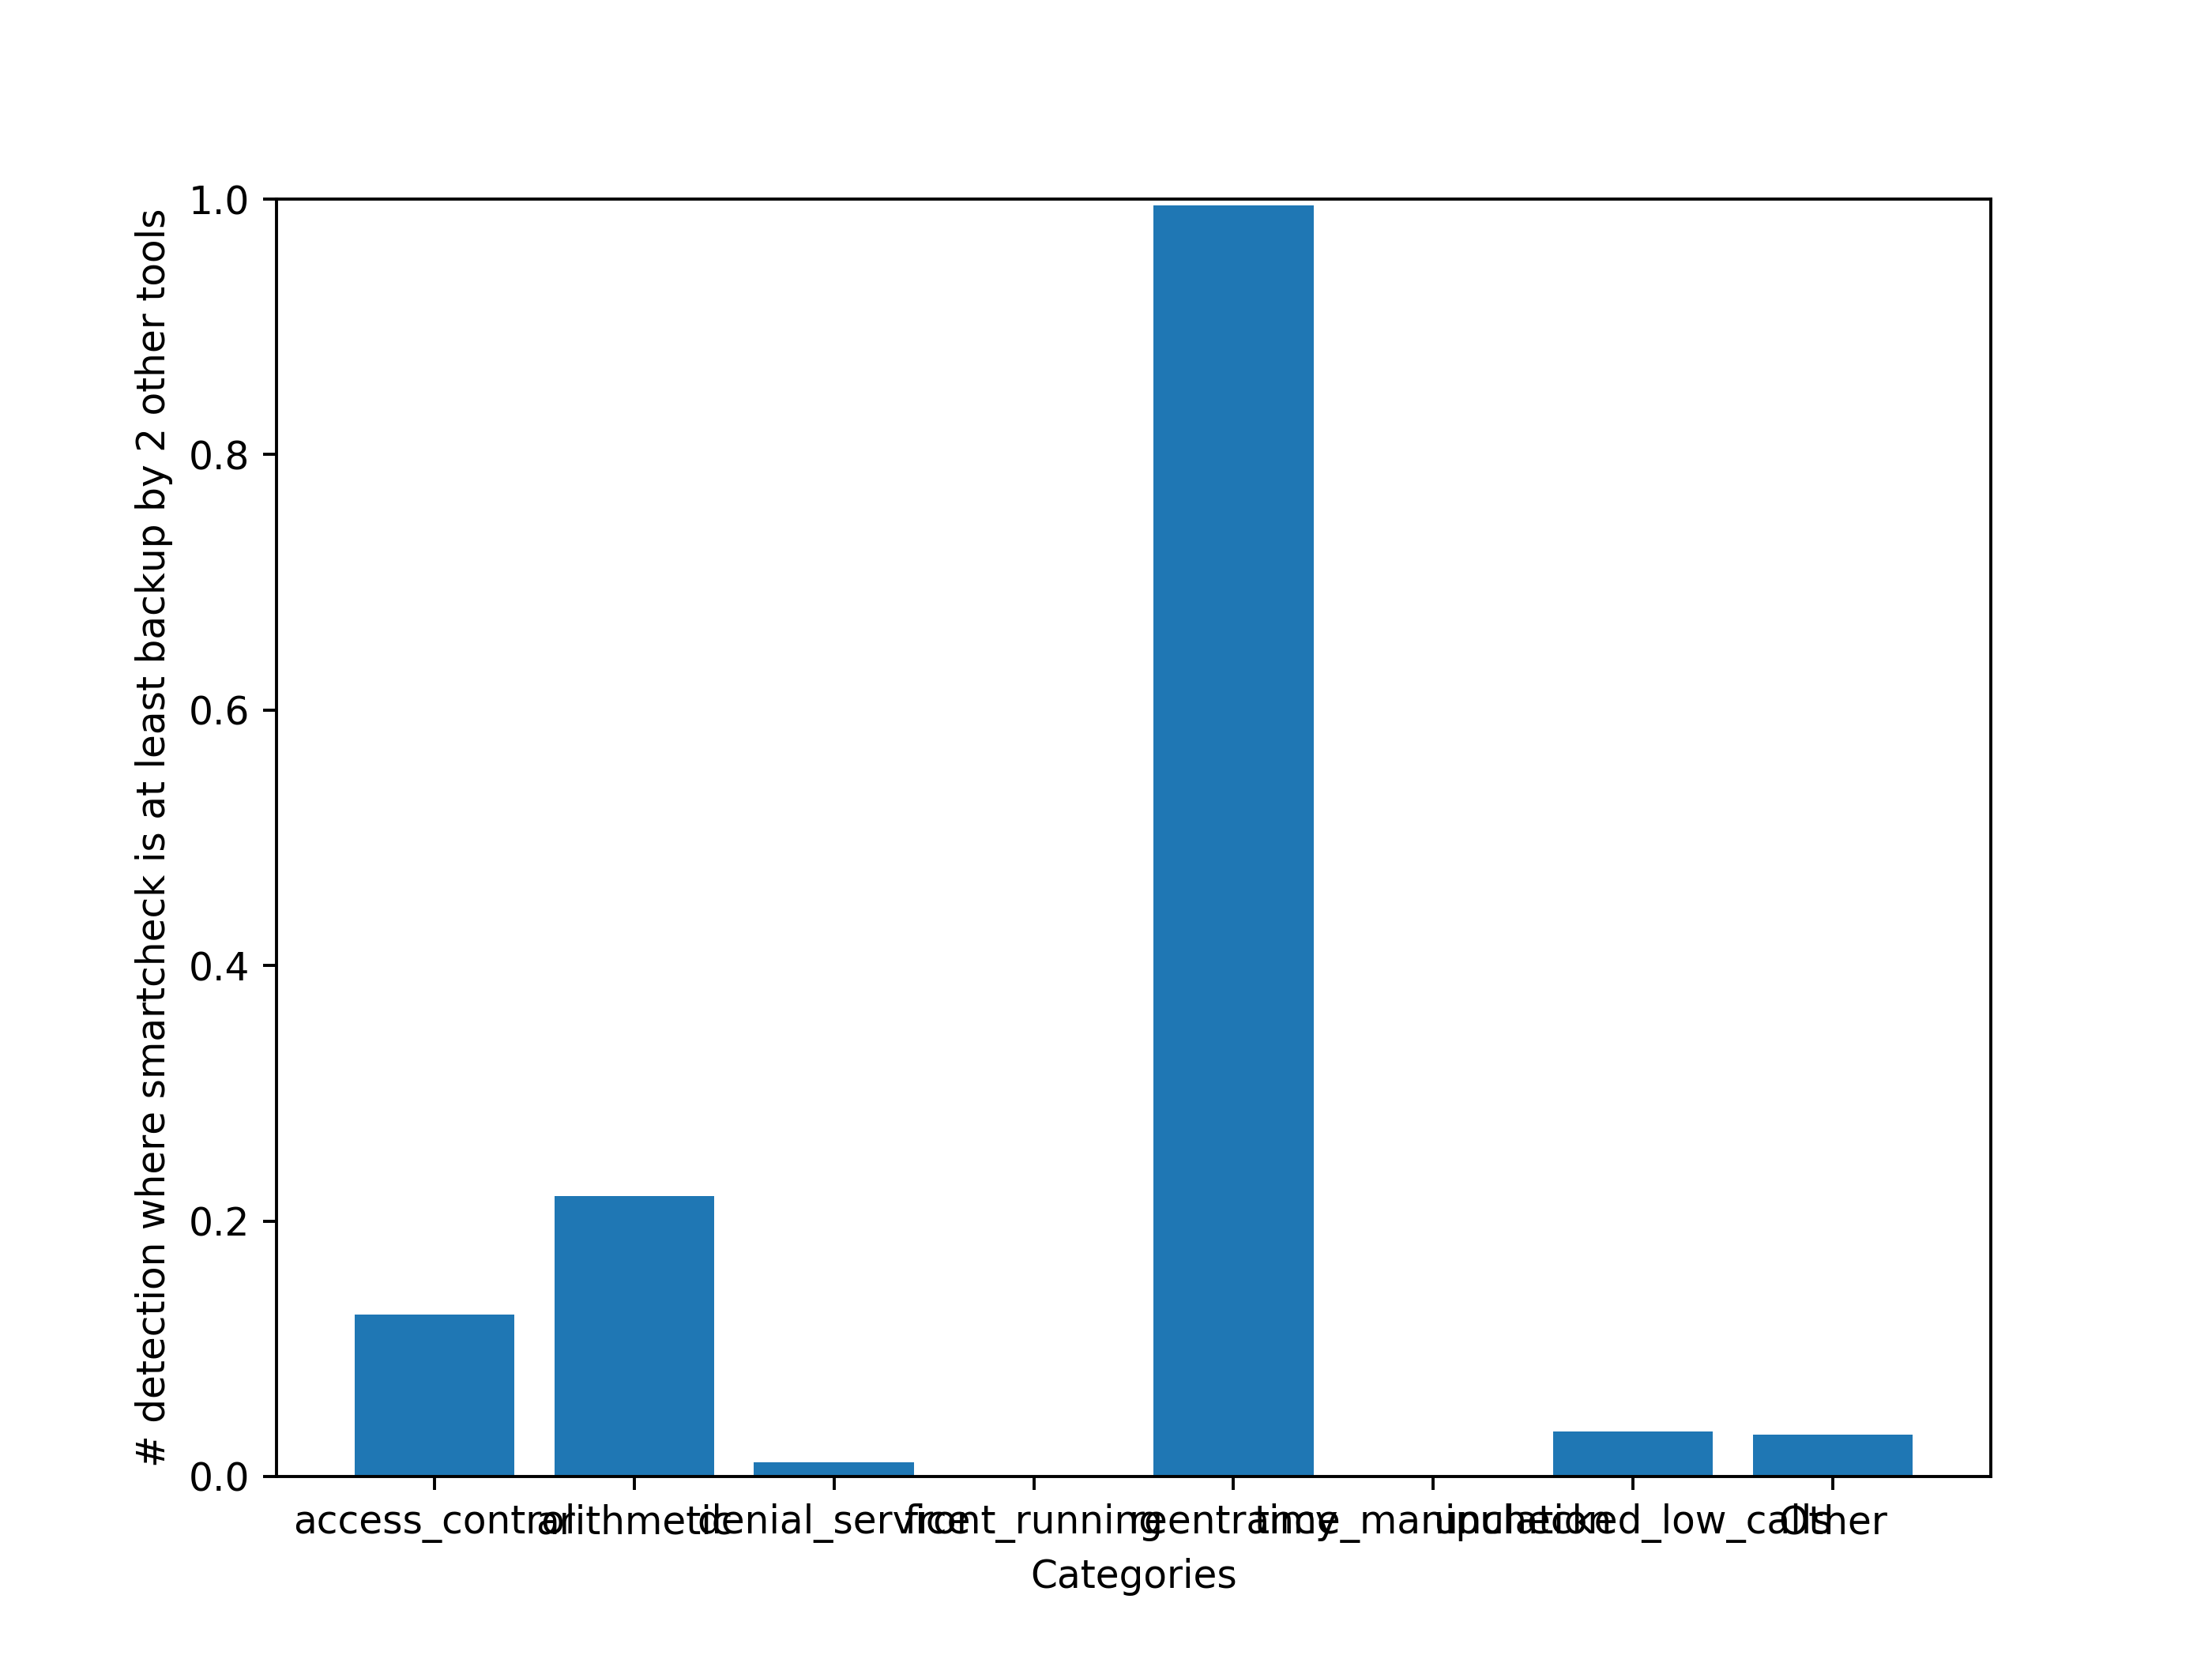 # detection where smartcheck is at least backup by 2 other tools
1.0
0.8
0.6
0.4
0.2
0.0
access_control
arithmetic
denial_service
front_running
reentrancy
time_manipulation
unchecked_low_calls
Other
Categories